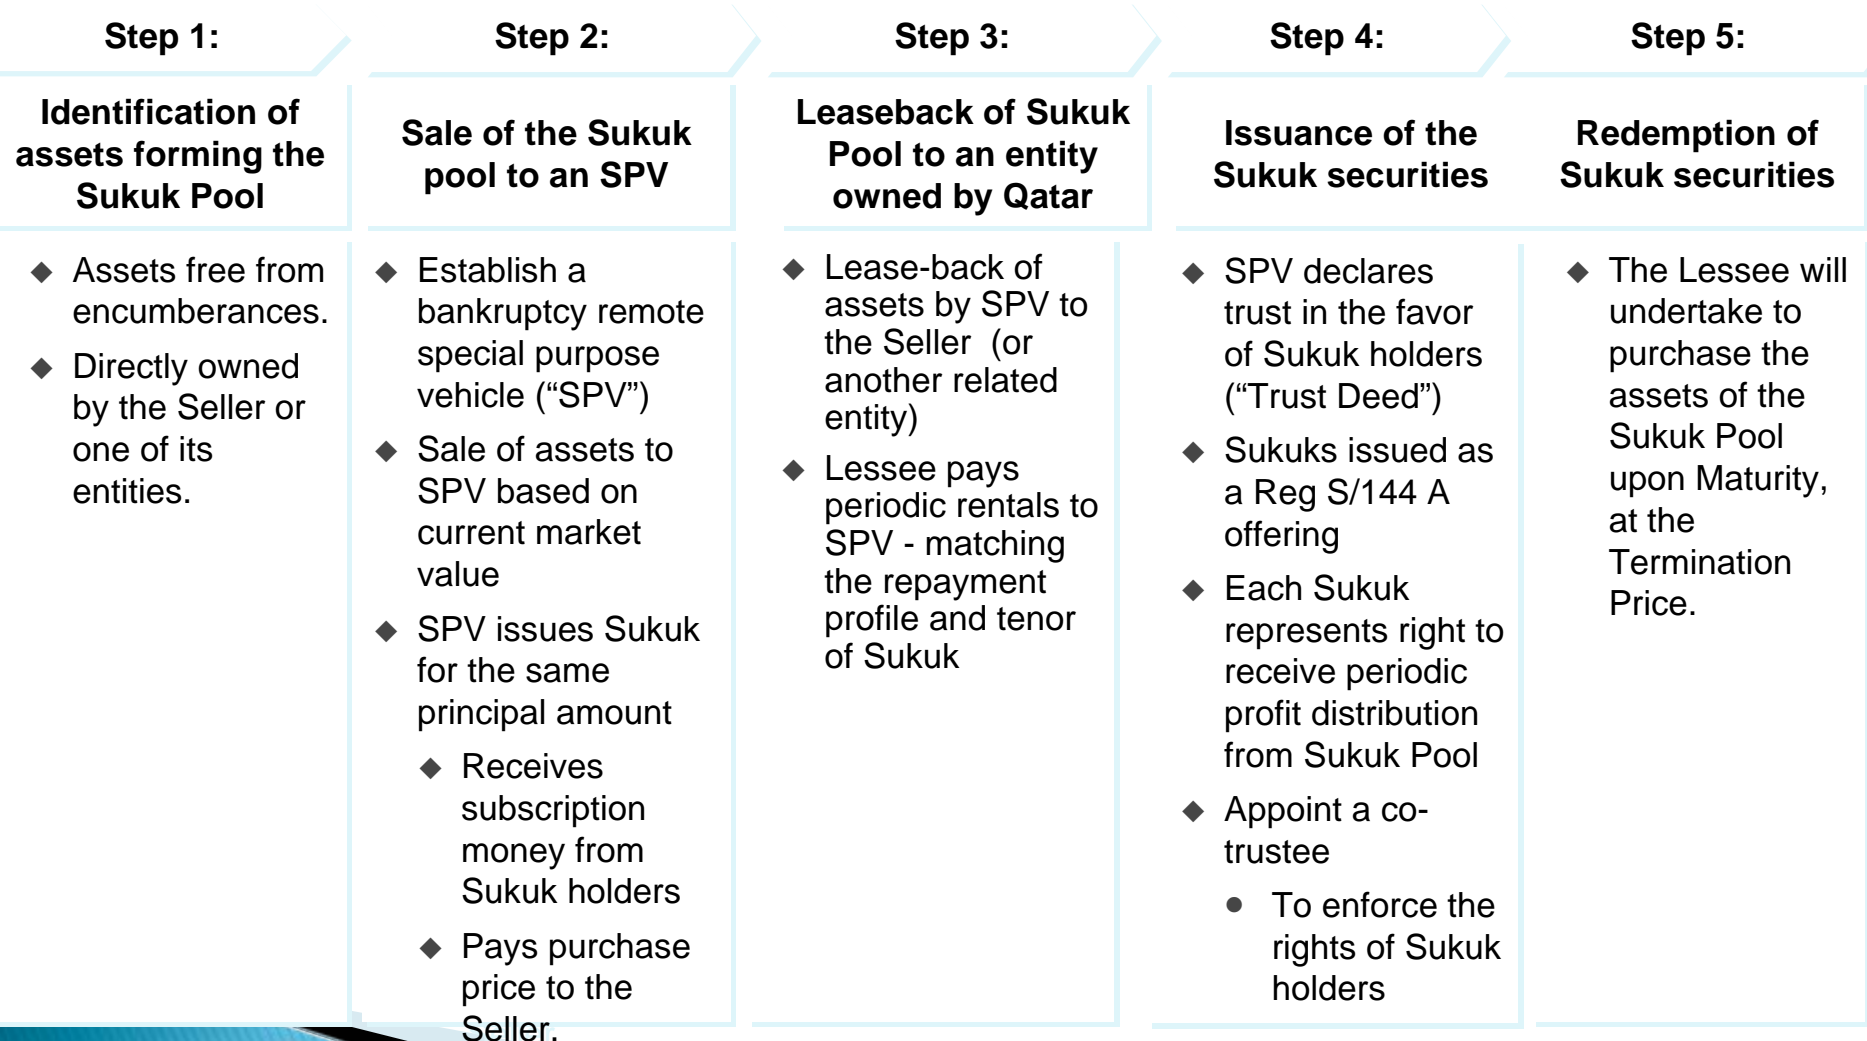 Step 1:
Identification of
assets forming the
Sukuk Pool
◆ Assets free from
encumberances.
◆ Directly owned
by the Seller or
one of its
entities.
Step 2:
Sale of the Sukuk
pool to an SPV
◆ Establish a
bankruptcy remote
special purpose
vehicle (“SPV”)
◆ Sale of assets to
SPV based on
current market
value
◆ SPV issues Sukuk
for the same
principal amount
◆ Receives
subscription
money from
Sukuk holders
◆ Pays purchase
price to the
Seller.
Step 3:
Leaseback of Sukuk
Pool to an entity
owned by Qatar
◆ Lease-back of
assets by SPV to
the Seller (or
another related
entity)
◆ Lessee pays
periodic rentals to
SPV - matching
the repayment
profile and tenor
of Sukuk
Step 4:
Issuance of the
Sukuk securities
◆ SPV declares
trust in the favor
of Sukuk holders
(“Trust Deed”)
◆ Sukuks issued as
a Reg S/144 A
offering
◆ Each Sukuk
represents right to
receive periodic
profit distribution
from Sukuk Pool
◆ Appoint a co-
trustee
● To enforce the
rights of Sukuk
holders
Step 5:
Redemption of
Sukuk securities
◆ The Lessee will
undertake to
purchase the
assets of the
Sukuk Pool
upon Maturity,
at the
Termination
Price.